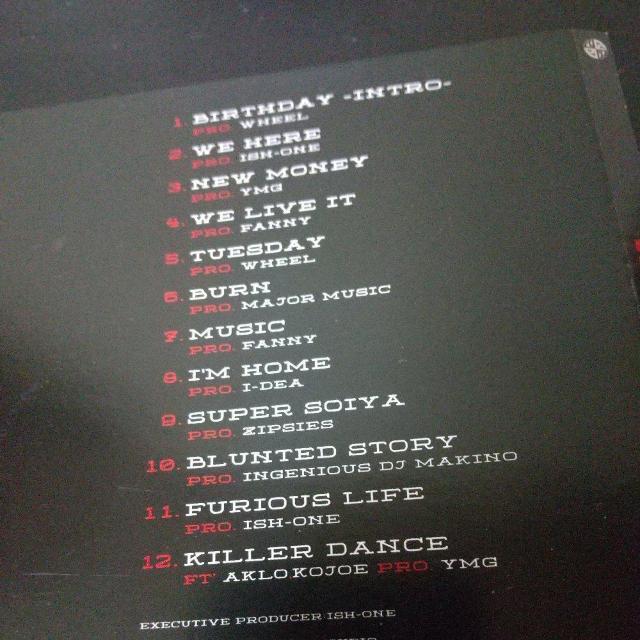 1. BIRTHDAY -INTRO-
PRO. WHEEL
2. WE HERE
PRO. ISH-ONE
3. NEW MONEY
PRO. YMG
4. WE LIVE IT
PRO. FANNY
5. TUESDAY
PRO. WHEEL
6. BURN
PRO. MAJOR MUSIC
7. MUSIC
PRO. FANNY
8. I'M HOME
PRO. I-DEA
9. SUPER SOIYA
PRO. ZIPSIES
10. BLUNTED STORY
PRO. INGENIOUS DJ MAKINO
11. FURIOUS LIFE
PRO. ISH-ONE
12. KILLER DANCE
FT' AKLO.KOJOE PRO. YMG
EXECUTIVE PRODUCER ISH-ONE